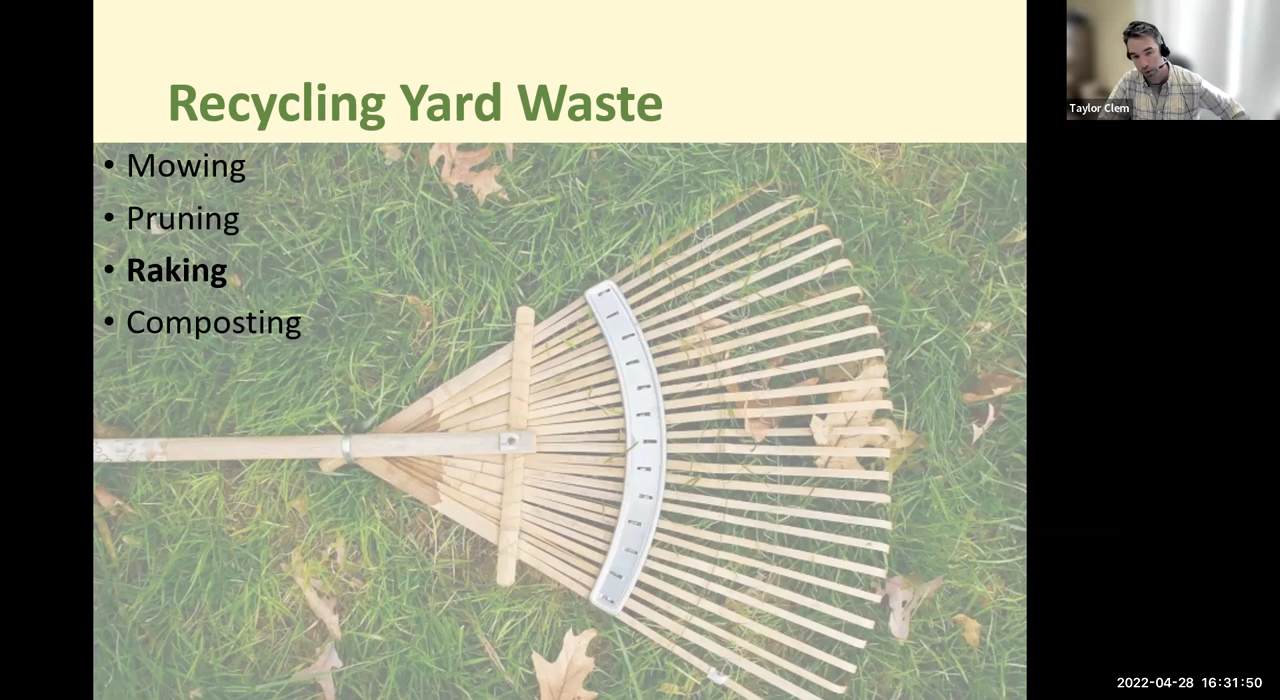 Recycling Yard Waste
• Mowing
• Pruning
• Raking
• Composting
Taylor Clem
2022-04-28 16:31:50